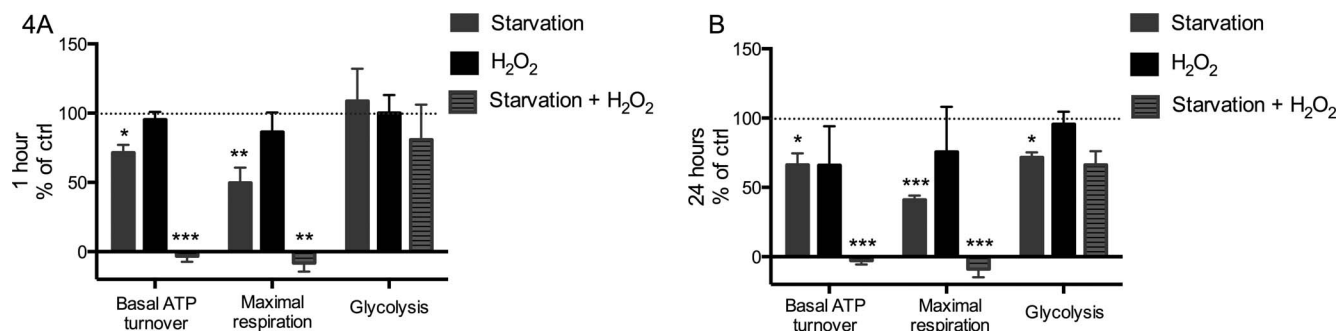 4A
150
100
50
0
1 hour
% of ctrl
*
***
**
**
Basal ATP
turnover
Maximal
respiration
Glycolysis
Starvation
H₂O₂
Starvation + H₂O₂
B
150
100
50
0
24 hours
% of ctrl
*
***
***
***
*
Basal ATP
turnover
Maximal
respiration
Glycolysis
Starvation
H₂O₂
Starvation + H₂O₂